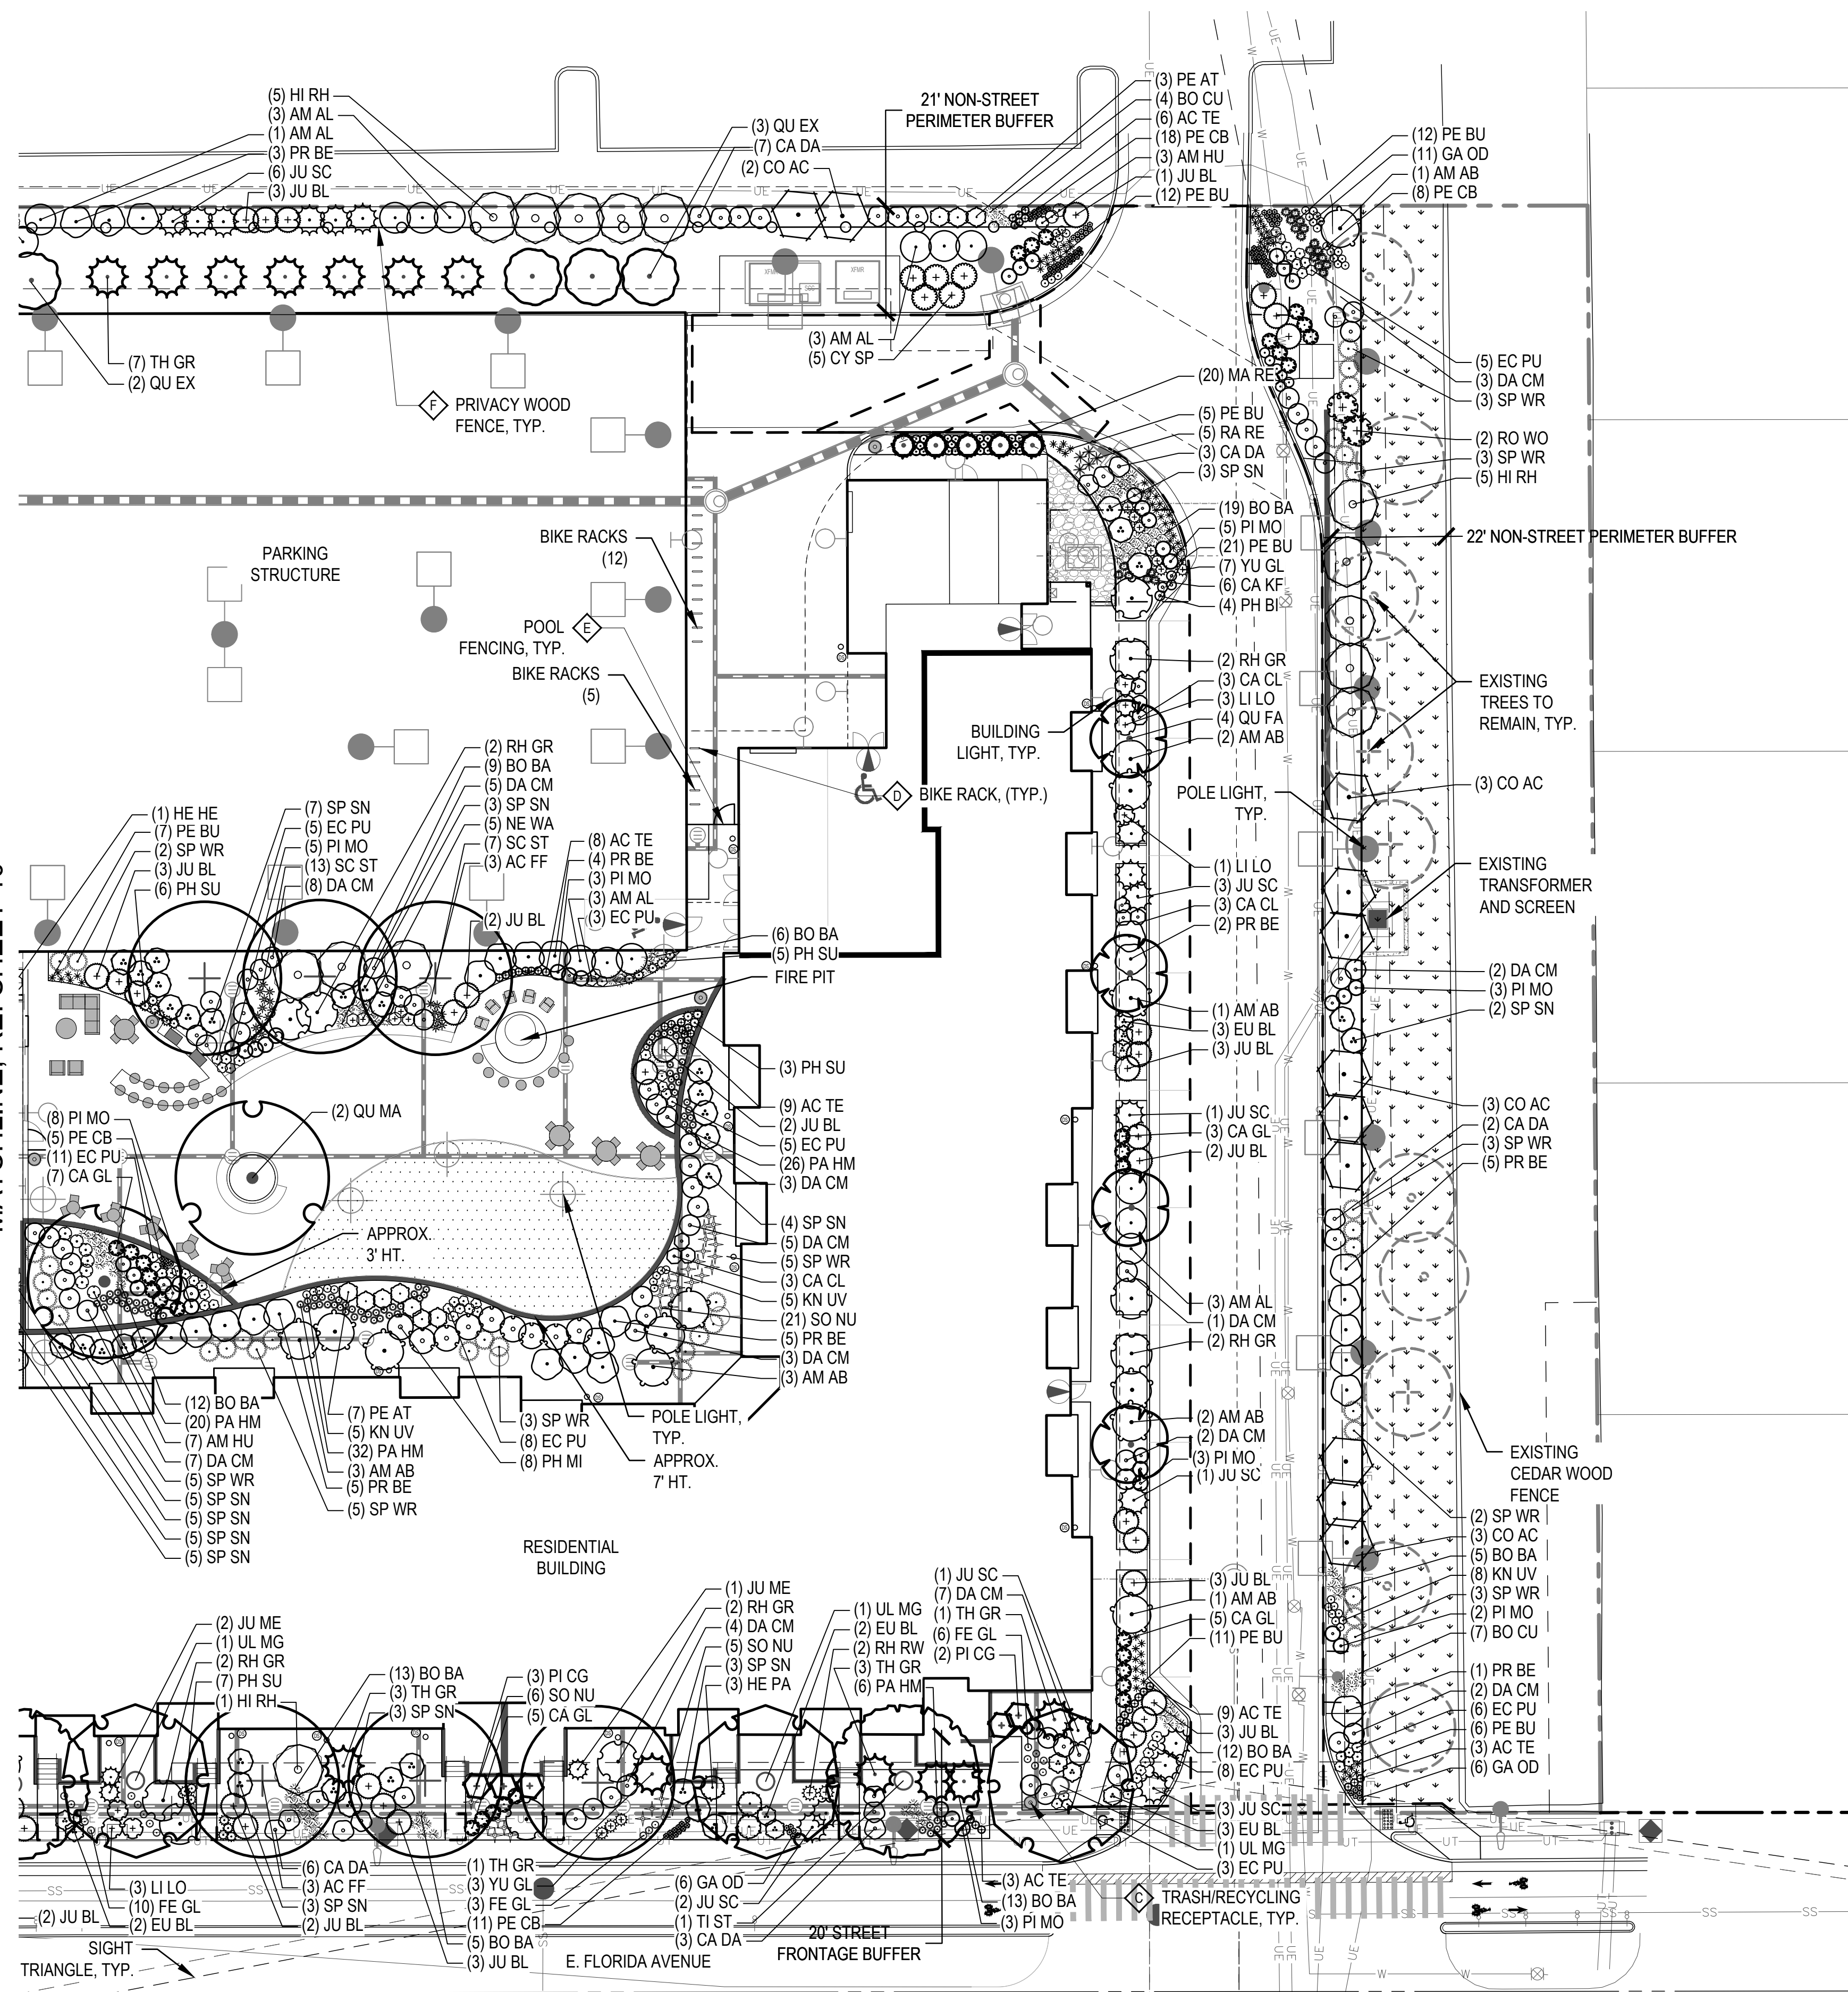 (5) HI RH
(3) AM AL
(1) AM AL
(3) PR BE
(6) JU SC
(3) JU BL
(3) QU EX
(7) CA DA
(2) CO AC
21' NON-STREET
PERIMETER BUFFER
(3) PE AT
(4) BO CU
(6) AC TE
(18) PE CB
(3) AM HU
(1) JU BL
(12) PE BU
(12) PE BU
(11) GA OD
(1) AM AB
(8) PE CB
XFMR
XFMR
(7) TH GR
(2) QU EX
F
PRIVACY WOOD
FENCE, TYP.
(3) AM AL
(5) CY SP
(20) MA RE
(5) PE BU
(5) RA RE
(3) CA DA
(3) SP SN
(19) BO BA
(5) PI MO
(21) PE BU
(7) YU GL
(6) CA KF
(4) PH BI
(5) EC PU
(3) DA CM
(3) SP WR
(2) RO WO
(3) SP WR
(5) HI RH
22' NON-STREET PERIMETER BUFFER
PARKING
STRUCTURE
BIKE RACKS
(12)
POOL
FENCING, TYP.
E
BIKE RACKS
(5)
BUILDING
LIGHT, TYP.
D
BIKE RACK, (TYP.)
(2) RH GR
(3) CA CL
(3) LI LO
(4) QU FA
(2) AM AB
POLE LIGHT,
TYP.
EXISTING
TREES TO
REMAIN, TYP.
(3) CO AC
EXISTING
TRANSFORMER
AND SCREEN
(1) LI LO
(3) JU SC
(3) CA CL
(2) PR BE
(1) AM AB
(3) EU BL
(3) JU BL
(2) DA CM
(3) PI MO
(2) SP SN
(1) HE HE
(7) PE BU
(2) SP WR
(3) JU BL
(6) PH SU
(7) SP SN
(5) EC PU
(5) PI MO
(13) SC ST
(8) DA CM
(2) RH GR
(9) BO BA
(5) DA CM
(3) SP SN
(5) NE WA
(7) SC ST
(3) AC FF
(2) JU BL
(8) AC TE
(4) PR BE
(3) PI MO
(3) AM AL
(3) EC PU
(6) BO BA
(5) PH SU
FIRE PIT
(3) PH SU
(9) AC TE
(2) JU BL
(5) EC PU
(26) PA HM
(3) DA CM
(4) SP SN
(5) DA CM
(5) SP WR
(3) CA CL
(5) KN UV
(21) SO NU
(5) PR BE
(3) DA CM
(3) AM AB
(2) QU MA
(8) PI MO
(5) PE CB
(11) EC PU
(7) CA GL
APPROX.
3' HT.
(1) JU SC
(3) CA GL
(2) JU BL
(3) AM AL
(1) DA CM
(2) RH GR
(2) AM AB
(2) DA CM
(3) PI MO
(1) JU SC
(3) CO AC
(2) CA DA
(3) SP WR
(5) PR BE
(12) BO BA
(20) PA HM
(7) AM HU
(7) DA CM
(5) SP WR
(5) SP SN
(5) SP SN
(5) SP SN
(5) SP SN
(7) PE AT
(5) KN UV
(32) PA HM
(3) AM AB
(5) PR BE
(5) SP WR
(3) SP WR
(8) EC PU
(8) PH MI
POLE LIGHT,
TYP.
APPROX.
7' HT.
EXISTING
CEDAR WOOD
FENCE
(2) SP WR
(3) CO AC
(5) BO BA
(8) KN UV
(3) SP WR
(2) PI MO
(7) BO CU
(1) PR BE
(2) DA CM
(6) EC PU
(6) PE BU
(3) AC TE
(6) GA OD
RESIDENTIAL
BUILDING
(2) JU ME
(1) UL MG
(2) RH GR
(7) PH SU
(1) HI RH
(13) BO BA
(3) TH GR
(3) SP SN
(3) PI CG
(6) SO NU
(5) CA GL
(1) JU ME
(2) RH GR
(4) DA CM
(5) SO NU
(3) SP SN
(3) HE PA
(1) UL MG
(2) EU BL
(2) RH RW
(3) TH GR
(6) PA HM
(1) JU SC
(7) DA CM
(1) TH GR
(6) FE GL
(2) PI CG
(3) JU BL
(1) AM AB
(5) CA GL
(11) PE BU
(9) AC TE
(3) JU BL
(12) BO BA
(8) EC PU
(3) JU SC
(3) EU BL
(1) UL MG
(3) EC PU
C
TRASH/RECYCLING
RECEPTACLE, TYP.
(2) JU BL
(3) LI LO
(10) FE GL
(2) EU BL
(6) CA DA
(3) AC FF
(3) SP SN
(2) JU BL
(1) TH GR
(3) YU GL
(3) FE GL
(11) PE CB
(5) BO BA
(3) JU BL
(6) GA OD
(2) JU SC
(1) TI ST
(3) CA DA
(3) AC TE
(13) BO BA
(3) PI MO
20' STREET
FRONTAGE BUFFER
SIGHT
TRIANGLE, TYP.
E. FLORIDA AVENUE